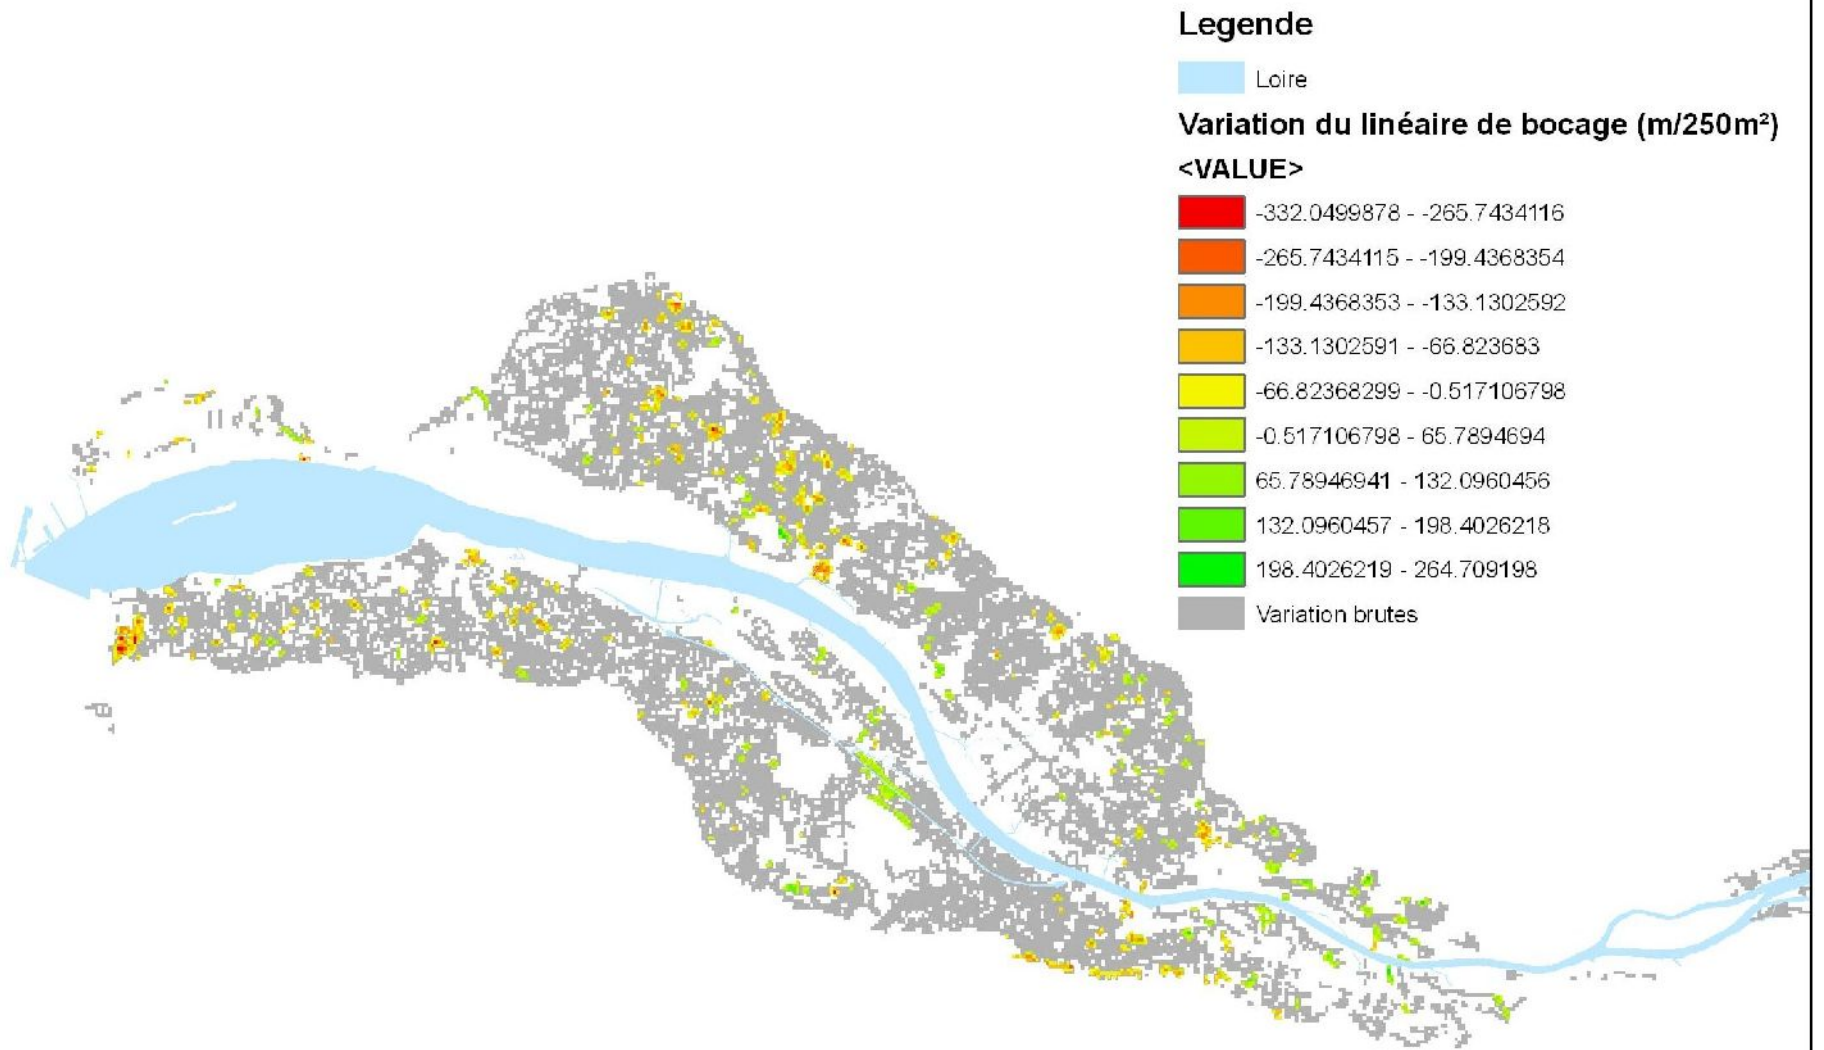 Legende
Loire
Variation du linéaire de bocage (m/250m²)
<VALUE>
-332.0499878 - -265.7434116
-265.7434115 - -199.4368354
-199.4368353 - -133.1302592
-133.1302591 - -66.823683
-66.82368299 - -0.517106798
-0.517106798 - 65.7894694
65.78946941 - 132.0960456
132.0960457 - 198.4026218
198.4026219 - 264.709198
Variation brutes